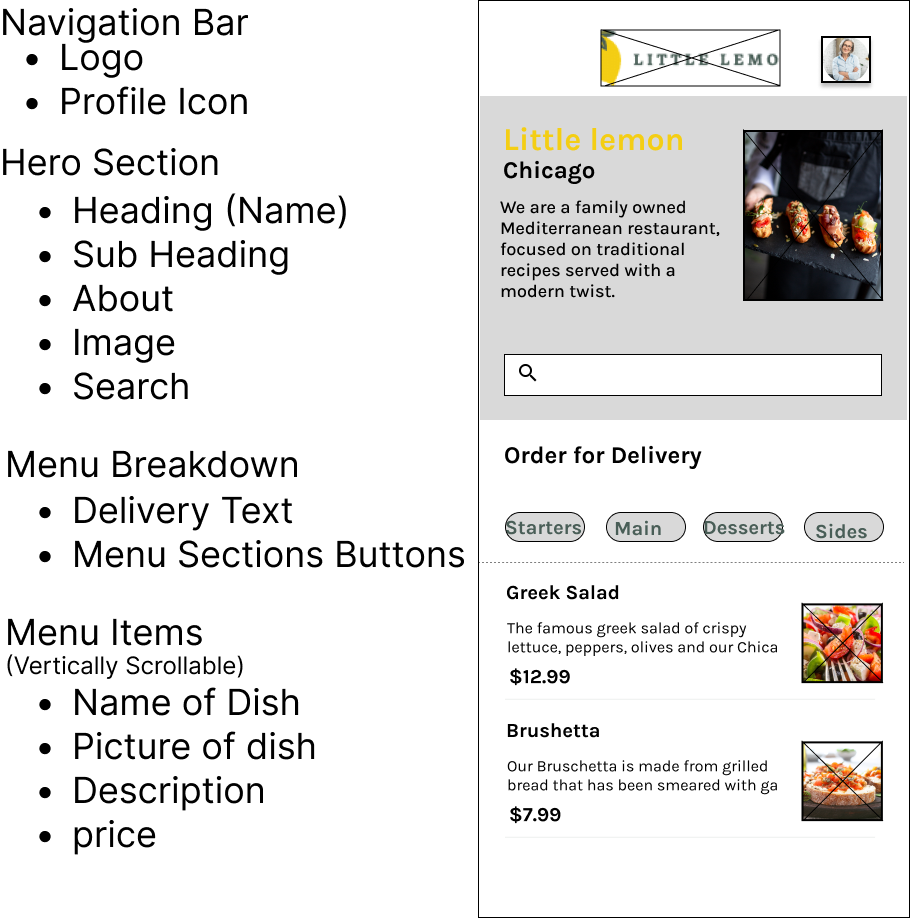 Navigation Bar
• Logo
• Profile Icon
Hero Section
• Heading (Name)
• Sub Heading
• About
• Image
• Search
Menu Breakdown
• Delivery Text
• Menu Sections Buttons
Menu Items
(Vertically Scrollable)
• Name of Dish
• Picture of dish
• Description
• price
LITTLE LEMO
Little lemon
Chicago
We are a family owned
Mediterranean restaurant,
focused on traditional
recipes served with a
modern twist.
Order for Delivery
Starters Main Desserts Sides
Greek Salad
The famous greek salad of crispy
lettuce, peppers, olives and our Chica
$12.99
Brushetta
Our Bruschetta is made from grilled
bread that has been smeared with ga
$7.99